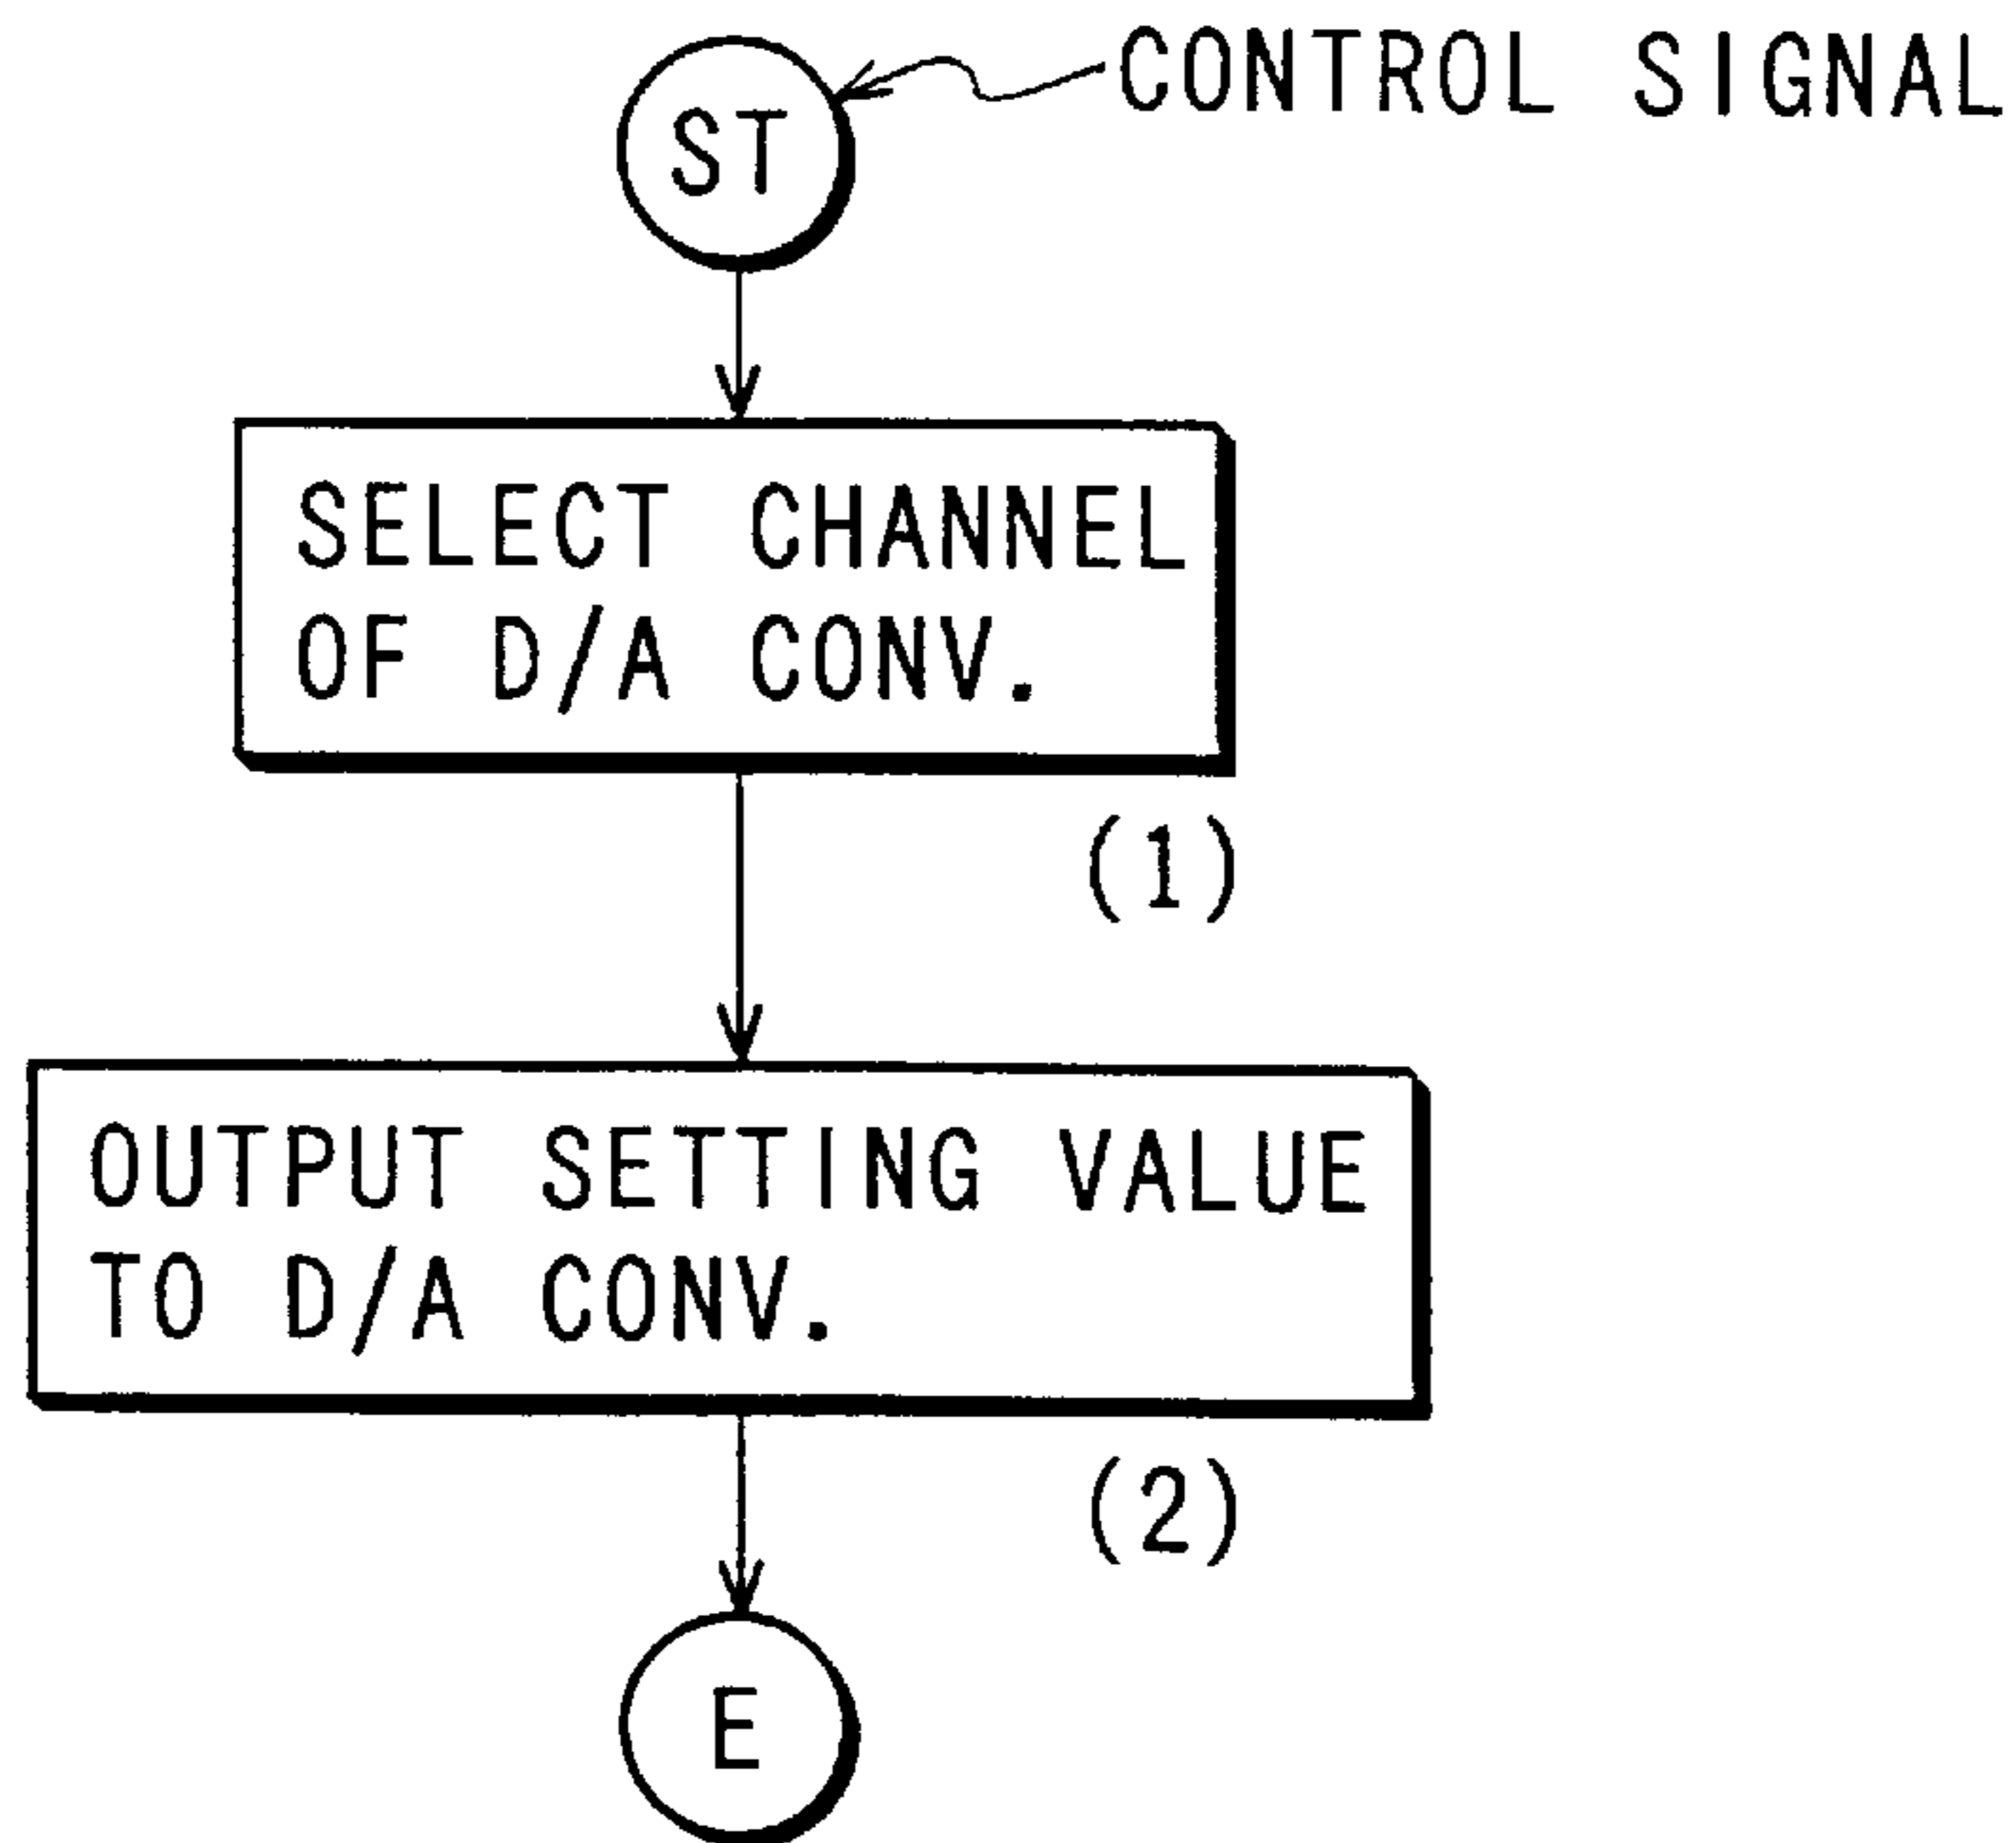 CONTROL SIGNAL
ST
SELECT CHANNEL
OF D/A CONV.
(1)
OUTPUT SETTING VALUE
TO D/A CONV.
(2)
E